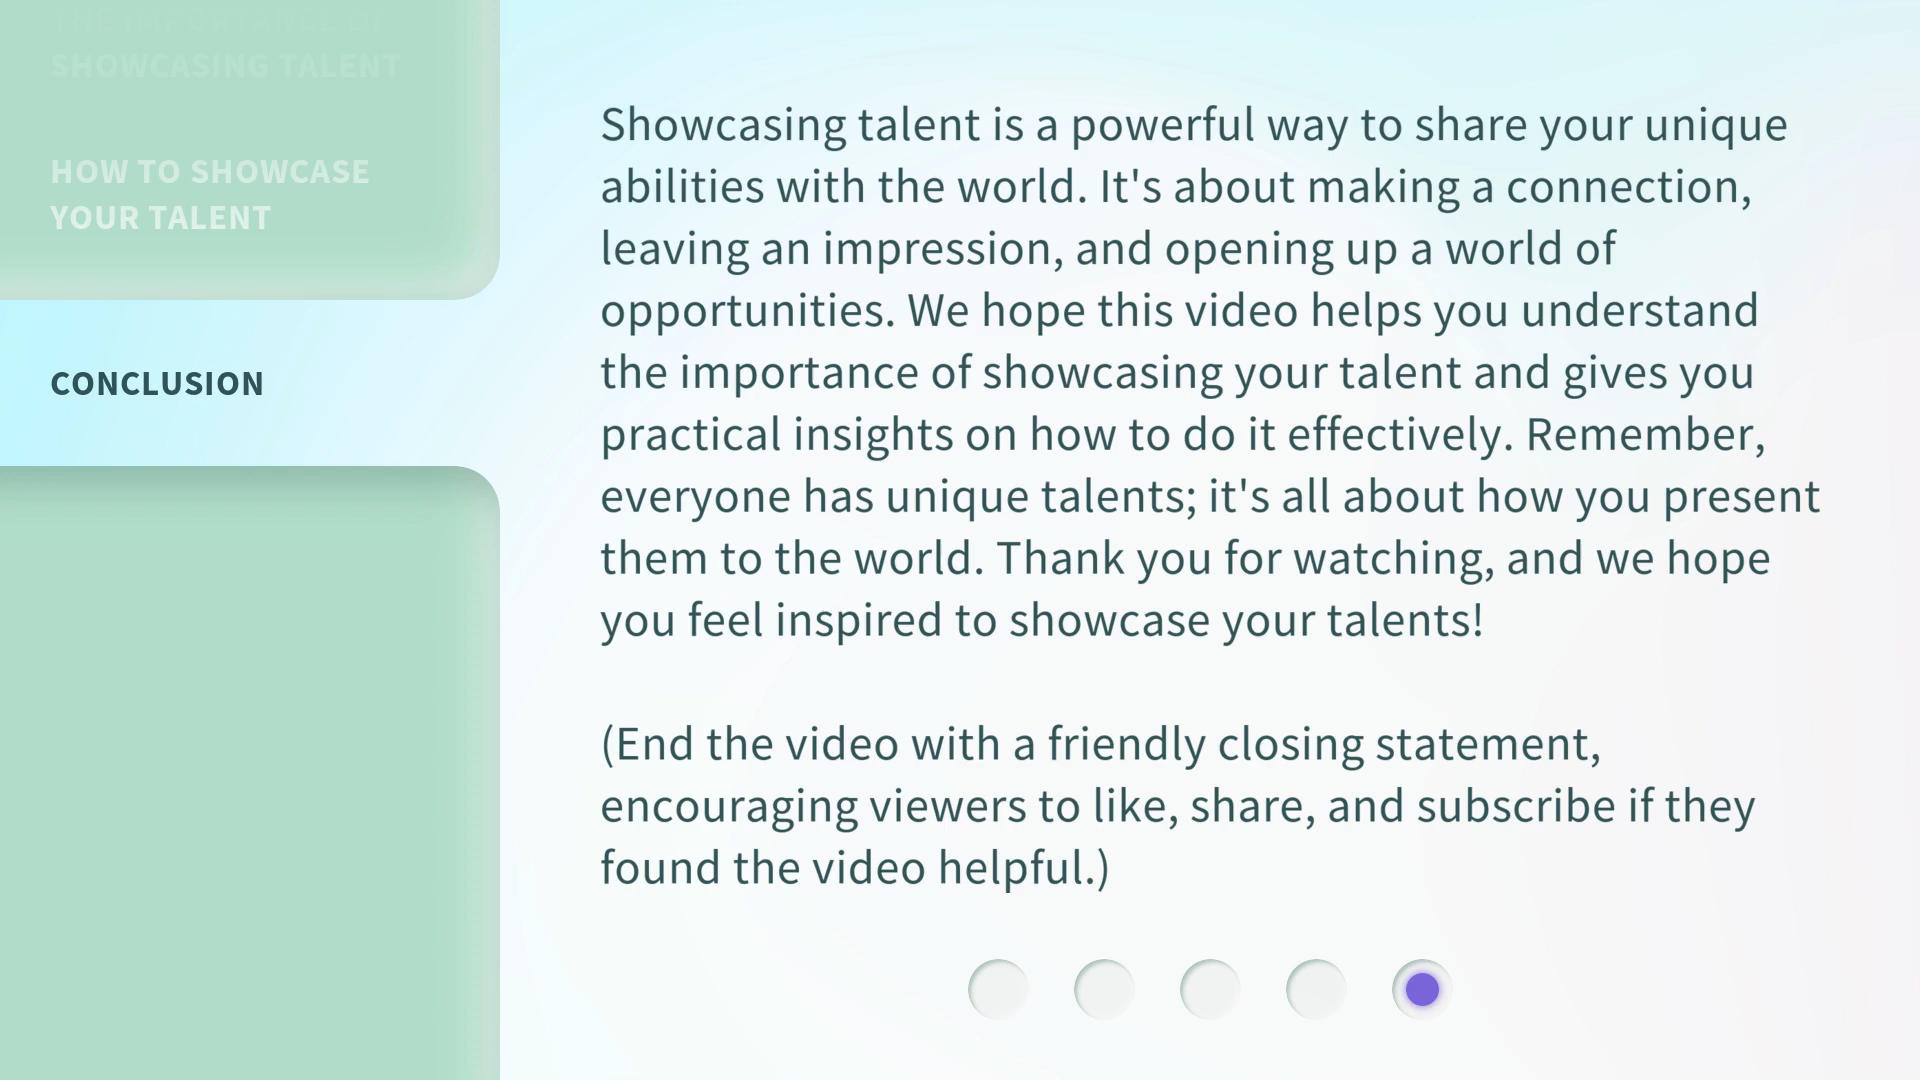 THE IMPORTANCE OF
SHOWCASING TALENT
HOW TO SHOWCASE
YOUR TALENT
CONCLUSION
Showcasing talent is a powerful way to share your unique
abilities with the world. It's about making a connection,
leaving an impression, and opening up a world of
opportunities. We hope this video helps you understand
the importance of showcasing your talent and gives you
practical insights on how to do it effectively. Remember,
everyone has unique talents; it's all about how you present
them to the world. Thank you for watching, and we hope
you feel inspired to showcase your talents!
(End the video with a friendly closing statement,
encouraging viewers to like, share, and subscribe if they
found the video helpful.)